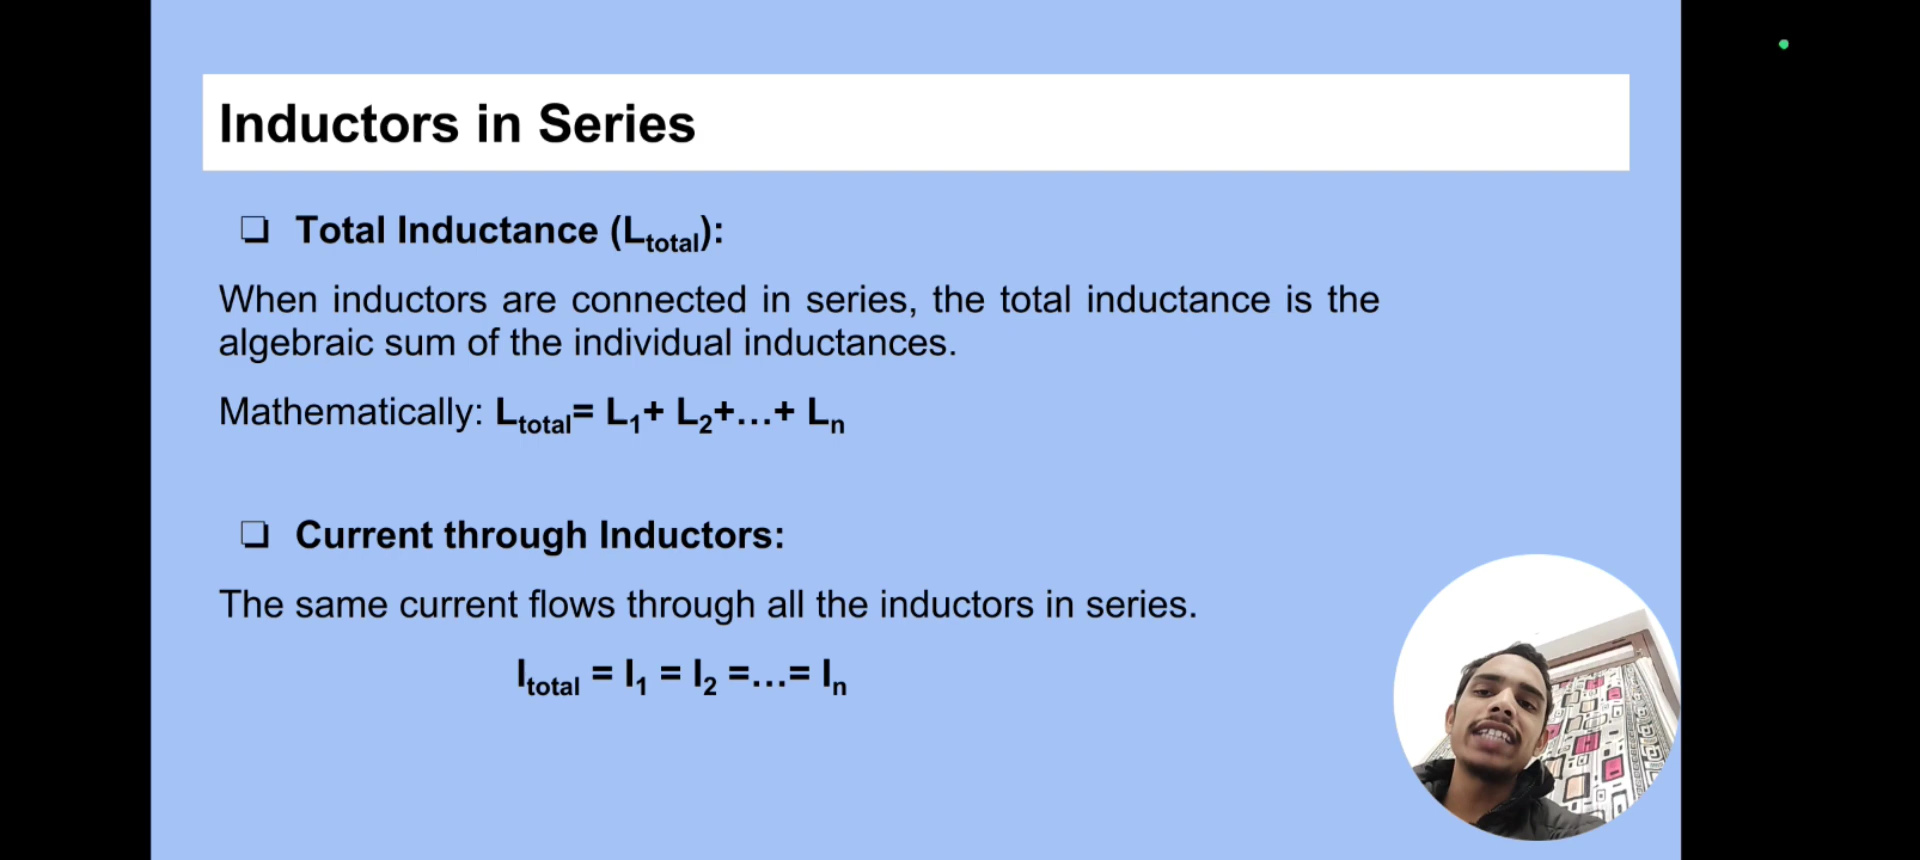 Inductors in Series
❏ Total Inductance (Ltotal):
When inductors are connected in series, the total inductance is the
algebraic sum of the individual inductances.
Mathematically: Ltotal= L1+ L2+...+ Ln
❏ Current through Inductors:
The same current flows through all the inductors in series.
Itotal = I1 = I2 =...= In